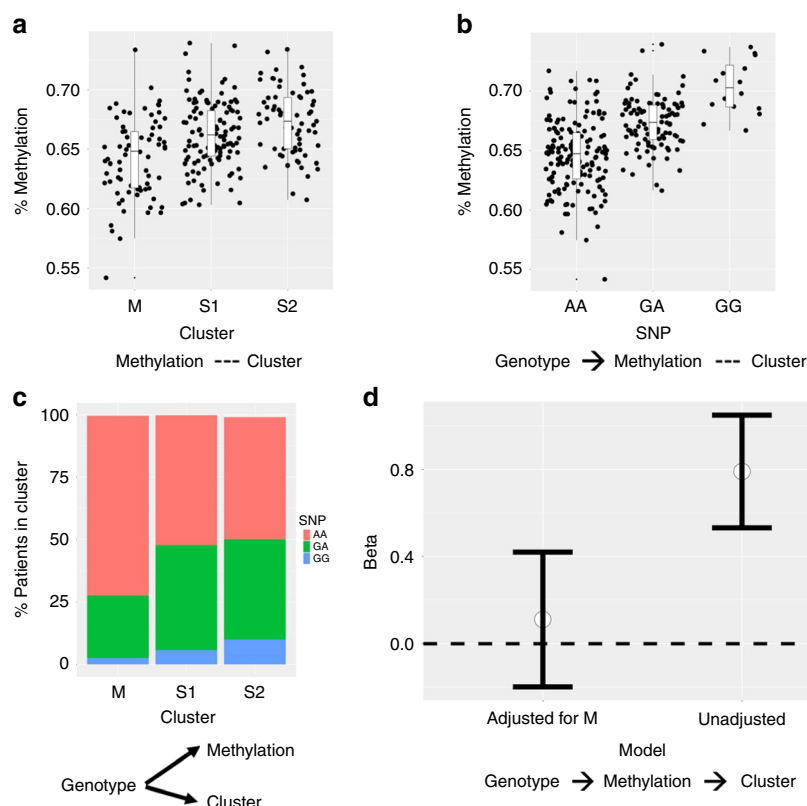 a
% Methylation
0.70
0.65
0.60
0.55
M S1 S2
Cluster
Methylation --- Cluster
b
% Methylation
0.70
0.65
0.60
0.55
AA GA GG
SNP
Genotype → Methylation --- Cluster
c
% Patients in cluster
100
75
50
25
0
SNP
AA
GA
GG
M S1 S2
Cluster
Genotype
Methylation
Cluster
d
Beta
0.8
0.4
0.0
Adjusted for M Unadjusted
Model
Genotype → Methylation → Cluster